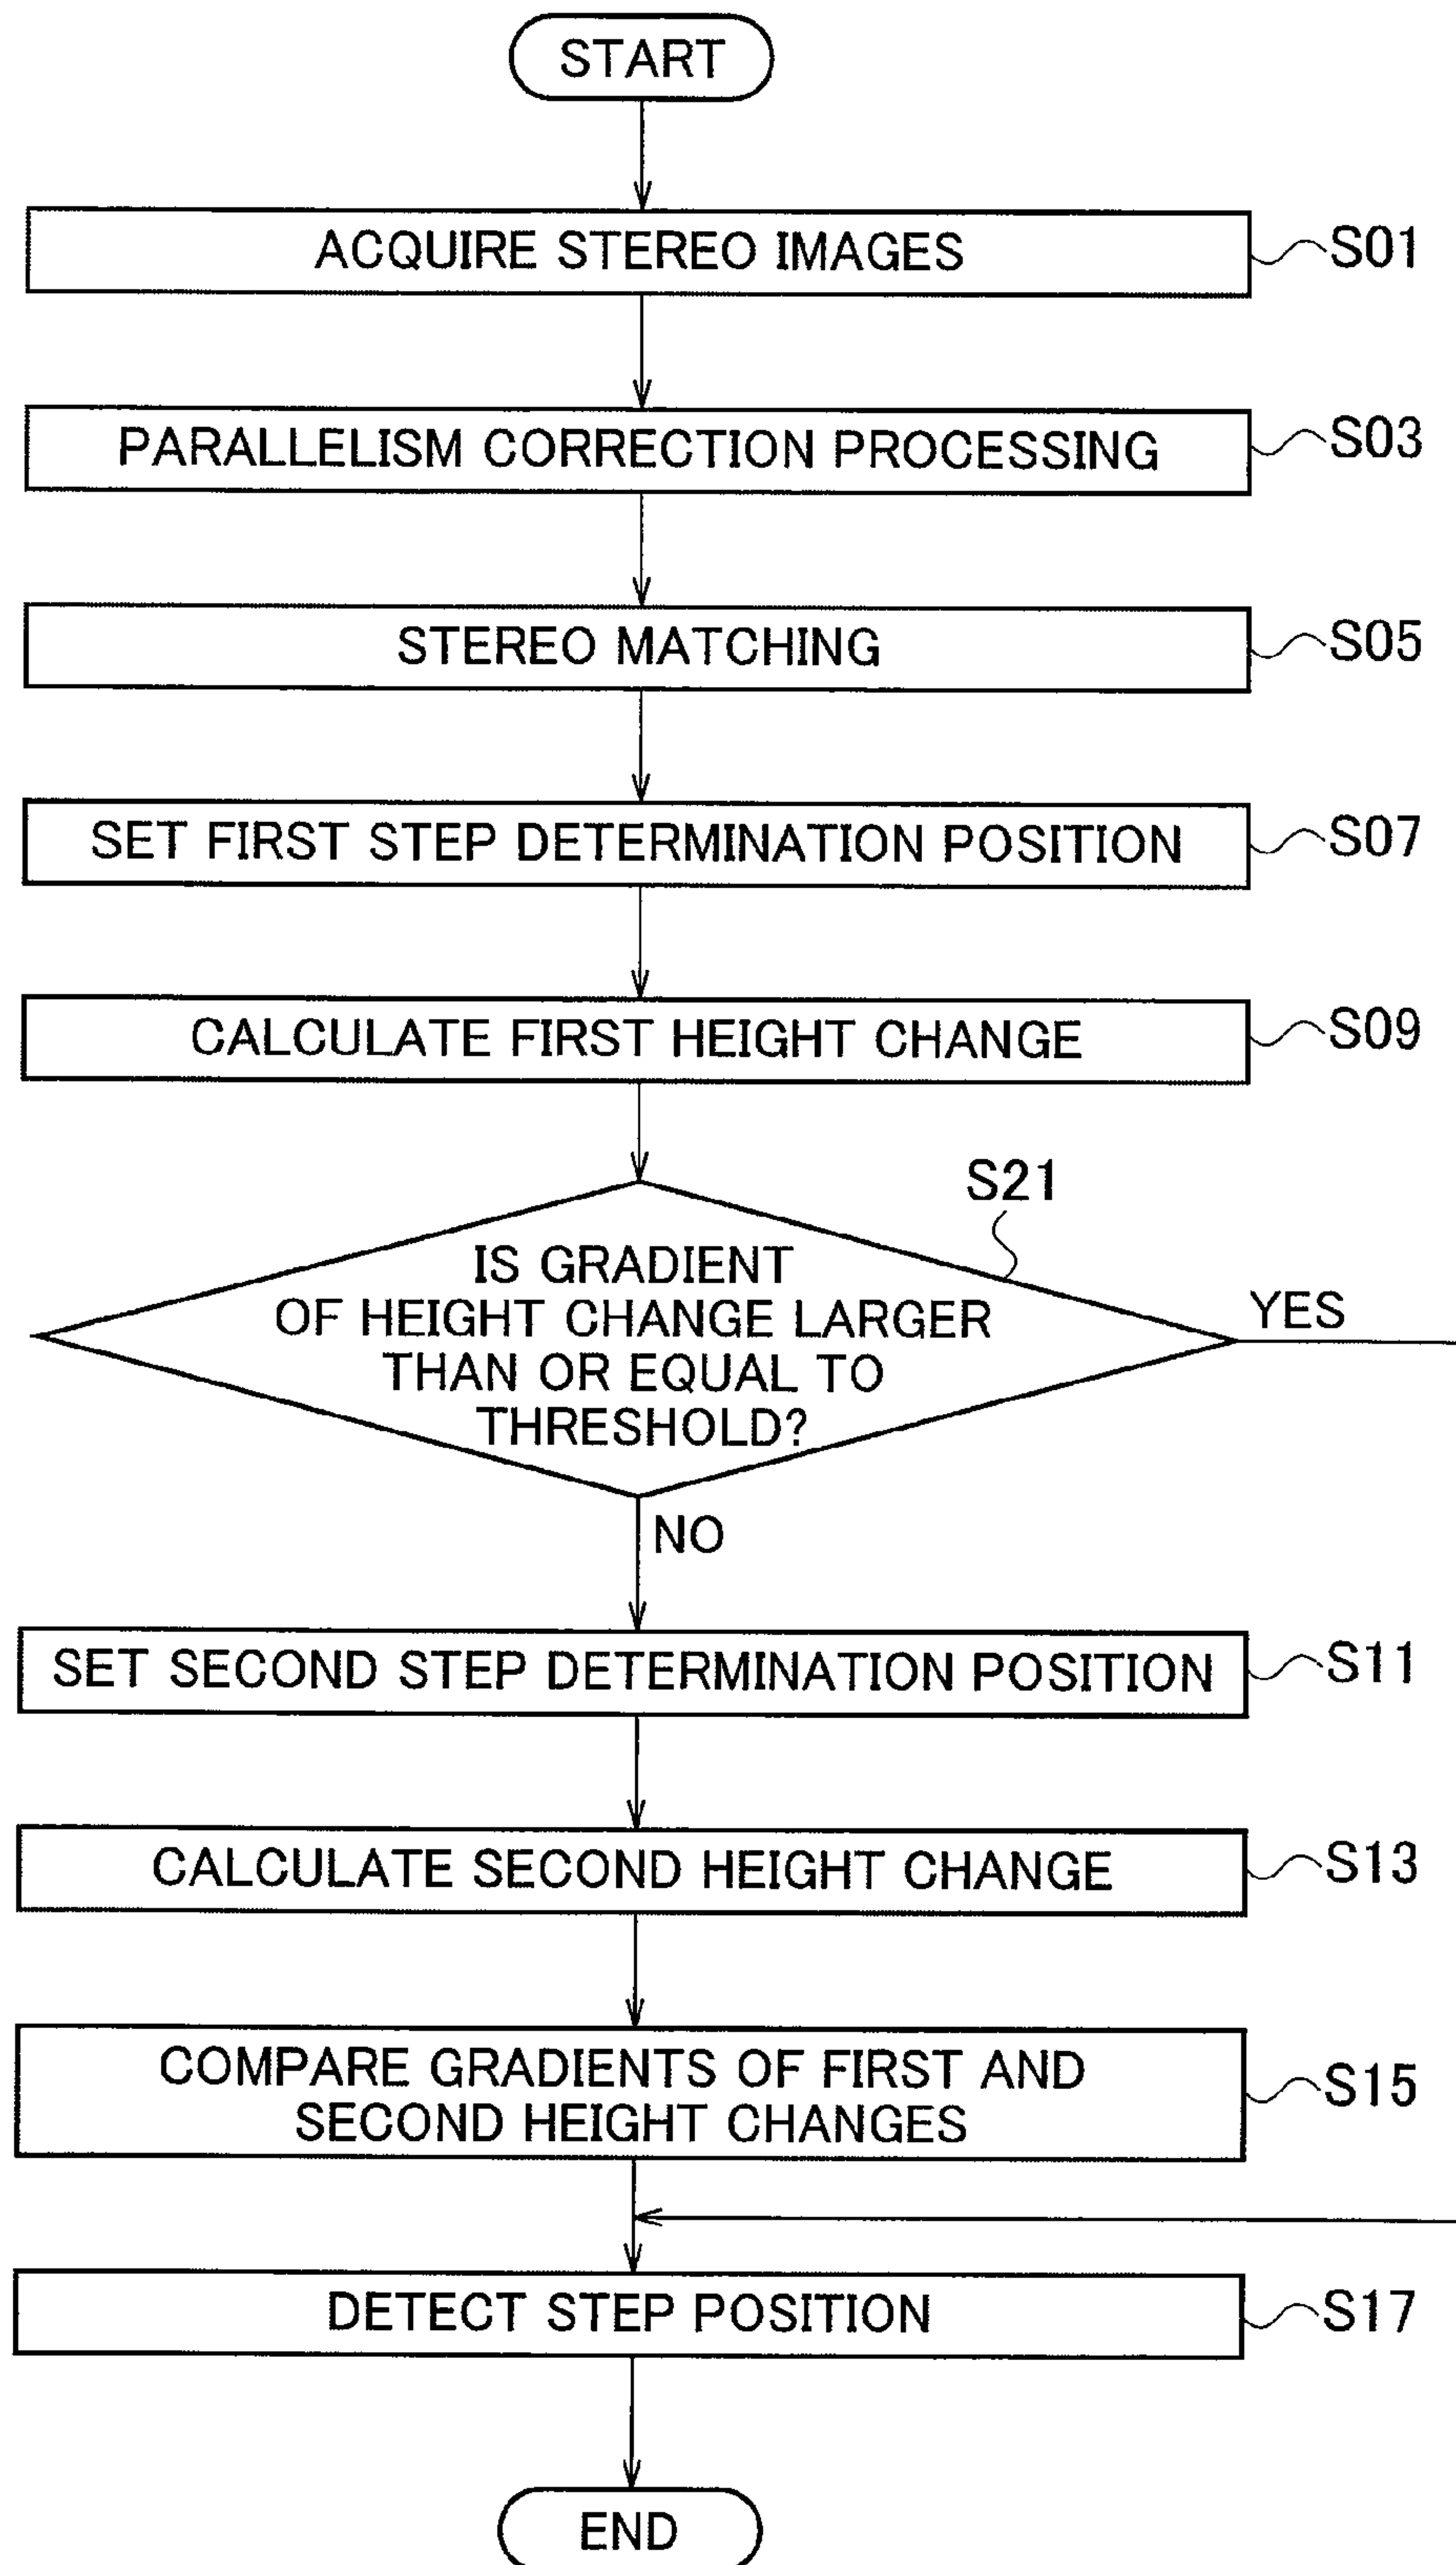 START
ACQUIRE STEREO IMAGES
S01
PARALLELISM CORRECTION PROCESSING
S03
STEREO MATCHING
S05
SET FIRST STEP DETERMINATION POSITION
S07
CALCULATE FIRST HEIGHT CHANGE
S09
S21
IS GRADIENT
OF HEIGHT CHANGE LARGER
THAN OR EQUAL TO
THRESHOLD?
YES
NO
SET SECOND STEP DETERMINATION POSITION
S11
CALCULATE SECOND HEIGHT CHANGE
S13
COMPARE GRADIENTS OF FIRST AND
SECOND HEIGHT CHANGES
S15
DETECT STEP POSITION
S17
END